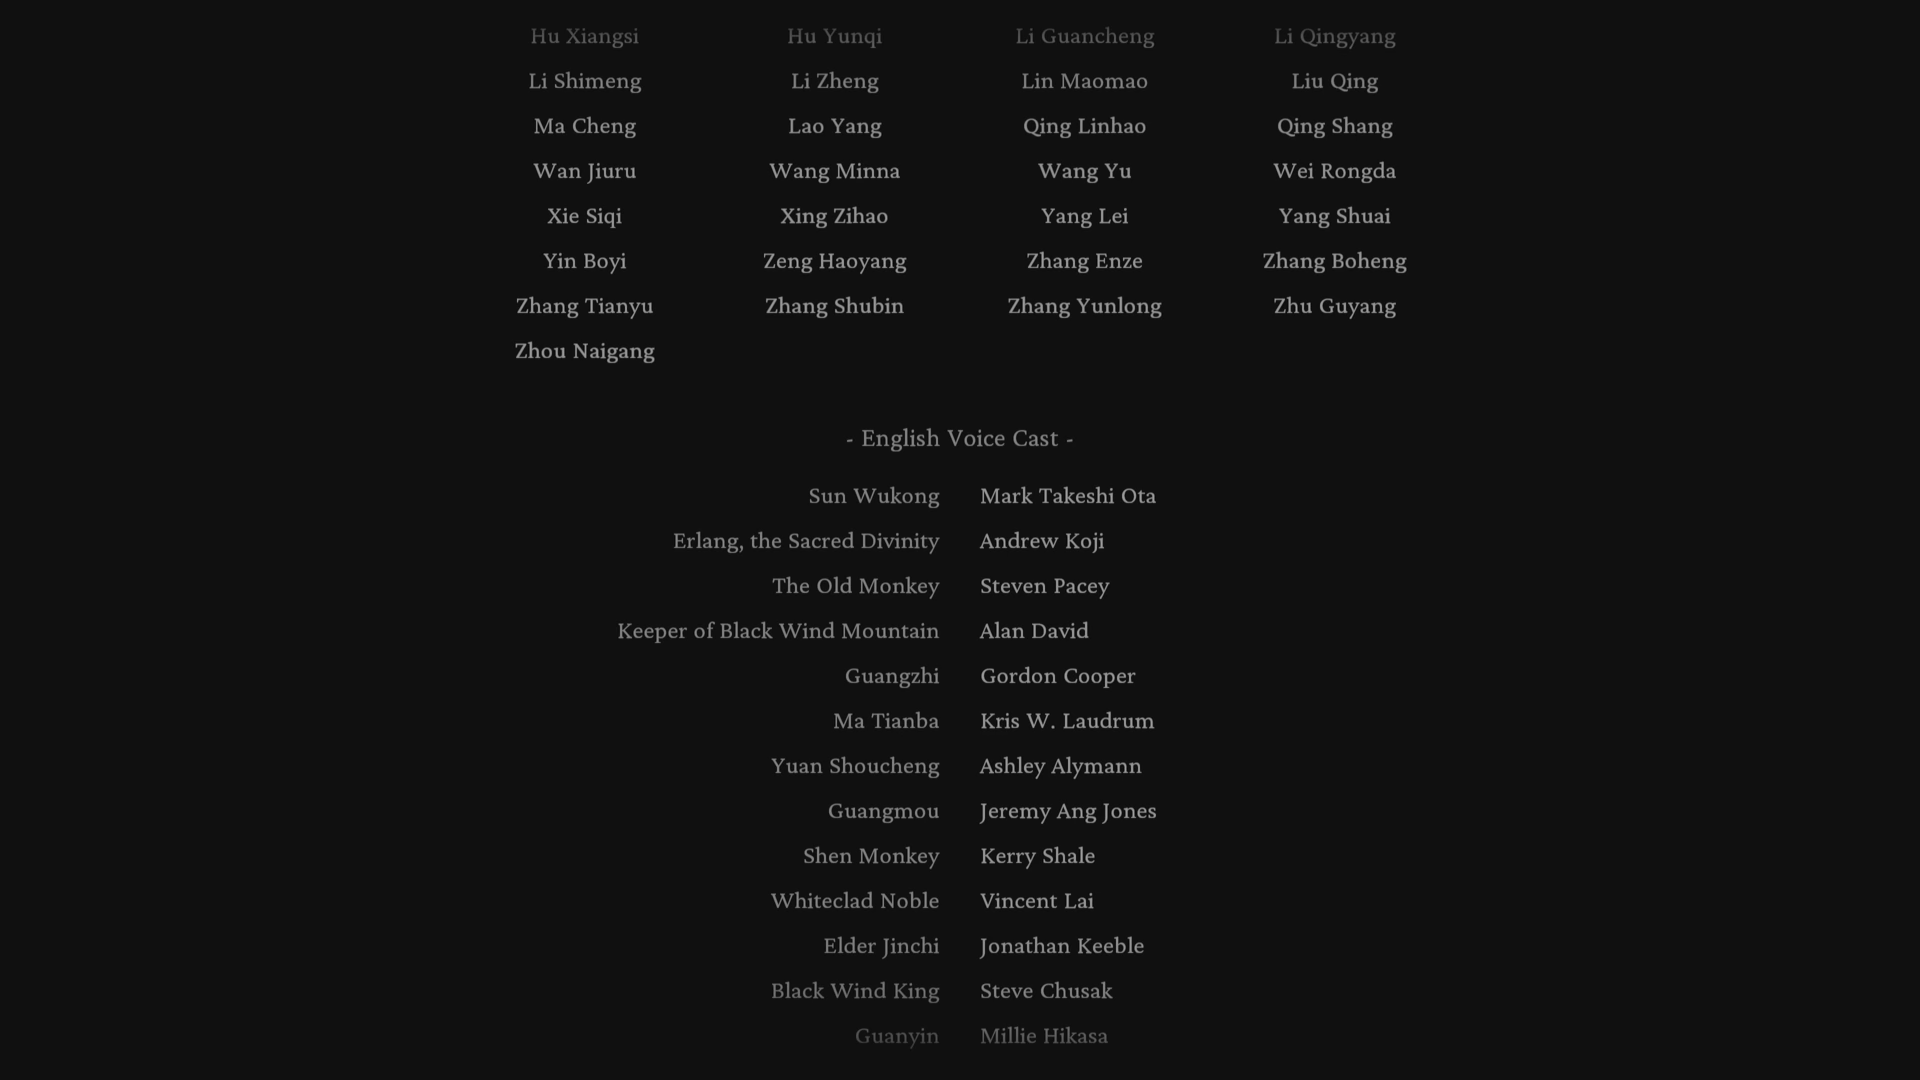 Hu Xiangsi Hu Yunqi Li Guancheng Li Qingyang
Li Shimeng Li Zheng Lin Maomao Liu Qing
Ma Cheng Lao Yang Qing Linhao Qing Shang
Wan Jiuru Wang Minna Wang Yu Wei Rongda
Xie Siqi Xing Zihao Yang Lei Yang Shuai
Yin Boyi Zeng Haoyang Zhang Enze Zhang Boheng
Zhang Tianyu Zhang Shubin Zhang Yunlong Zhu Guyang
Zhou Naigang
- English Voice Cast -
Sun Wukong Mark Takeshi Ota
Erlang, the Sacred Divinity Andrew Koji
The Old Monkey Steven Pacey
Keeper of Black Wind Mountain Alan David
Guangzhi Gordon Cooper
Ma Tianba Kris W. Laudrum
Yuan Shoucheng Ashley Alymann
Guangmou Jeremy Ang Jones
Shen Monkey Kerry Shale
Whiteclad Noble Vincent Lai
Elder Jinchi Jonathan Keeble
Black Wind King Steve Chusak
Guanyin Millie Hikasa